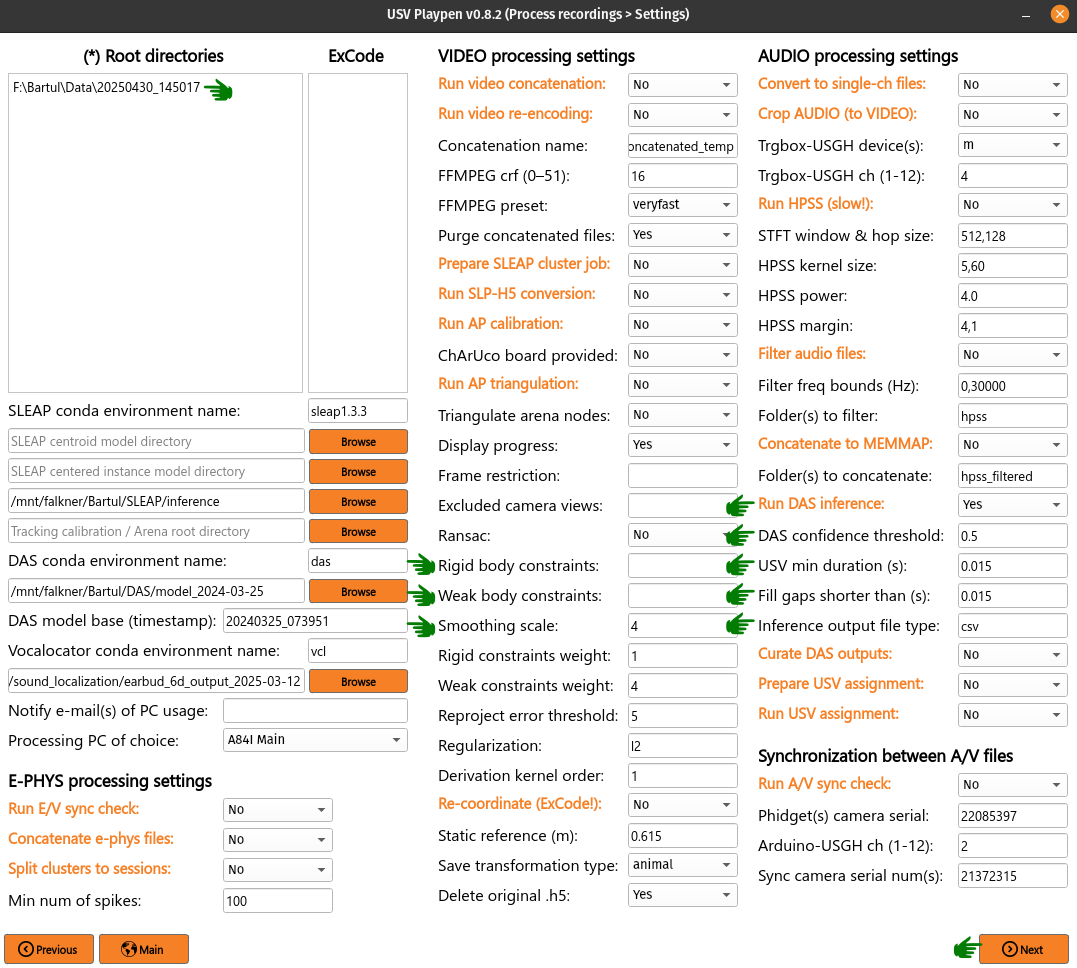 USV Playpen v0.8.2 (Process recordings > Settings)
(*) Root directories
ExCode
F:\Bartul\Data\20250430_145017
SLEAP conda environment name:
sleap1.3.3
SLEAP centroid model directory
Browse
SLEAP centered instance model directory
Browse
/mnt/falkner/Bartul/SLEAP/inference
Browse
Tracking calibration / Arena root directory
Browse
DAS conda environment name:
das
/mnt/falkner/Bartul/DAS/model_2024-03-25
Browse
DAS model base (timestamp):
20240325_073951
Vocalocator conda environment name:
vcl
/sound_localization/earbud_6d_output_2025-03-12
Browse
Notify e-mail(s) of PC usage:
Processing PC of choice:
A84I Main
E-PHYS processing settings
Run E/V sync check:
No
Concatenate e-phys files:
No
Split clusters to sessions:
No
Min num of spikes:
100
VIDEO processing settings
Run video concatenation:
No
Run video re-encoding:
No
Concatenation name:
oncatenated_temp
FFMPEG crf (0–51):
16
FFMPEG preset:
veryfast
Purge concatenated files:
Yes
Prepare SLEAP cluster job:
No
Run SLP-H5 conversion:
No
Run AP calibration:
No
ChArUco board provided:
No
Run AP triangulation:
No
Triangulate arena nodes:
No
Display progress:
Yes
Frame restriction:
Excluded camera views:
Ransac:
No
Rigid body constraints:
Weak body constraints:
Smoothing scale:
4
Rigid constraints weight:
1
Weak constraints weight:
4
Reproject error threshold:
5
Regularization:
l2
Derivation kernel order:
1
Re-coordinate (ExCode!):
No
Static reference (m):
0.615
Save transformation type:
animal
Delete original .h5:
Yes
AUDIO processing settings
Convert to single-ch files:
No
Crop AUDIO (to VIDEO):
No
Trgbox-USGH device(s):
m
Trgbox-USGH ch (1-12):
4
Run HPSS (slow!):
No
STFT window & hop size:
512,128
HPSS kernel size:
5,60
HPSS power:
4.0
HPSS margin:
4,1
Filter audio files:
No
Filter freq bounds (Hz):
0,30000
Folder(s) to filter:
hpss
Concatenate to MEMMAP:
No
Folder(s) to concatenate:
hpss_filtered
Run DAS inference:
Yes
DAS confidence threshold:
0.5
USV min duration (s):
0.015
Fill gaps shorter than (s):
0.015
Inference output file type:
csv
Curate DAS outputs:
No
Prepare USV assignment:
No
Run USV assignment:
No
Synchronization between A/V files
Run A/V sync check:
No
Phidget(s) camera serial:
22085397
Arduino-USGH ch (1-12):
2
Sync camera serial num(s):
21372315
Previous
Main
Next